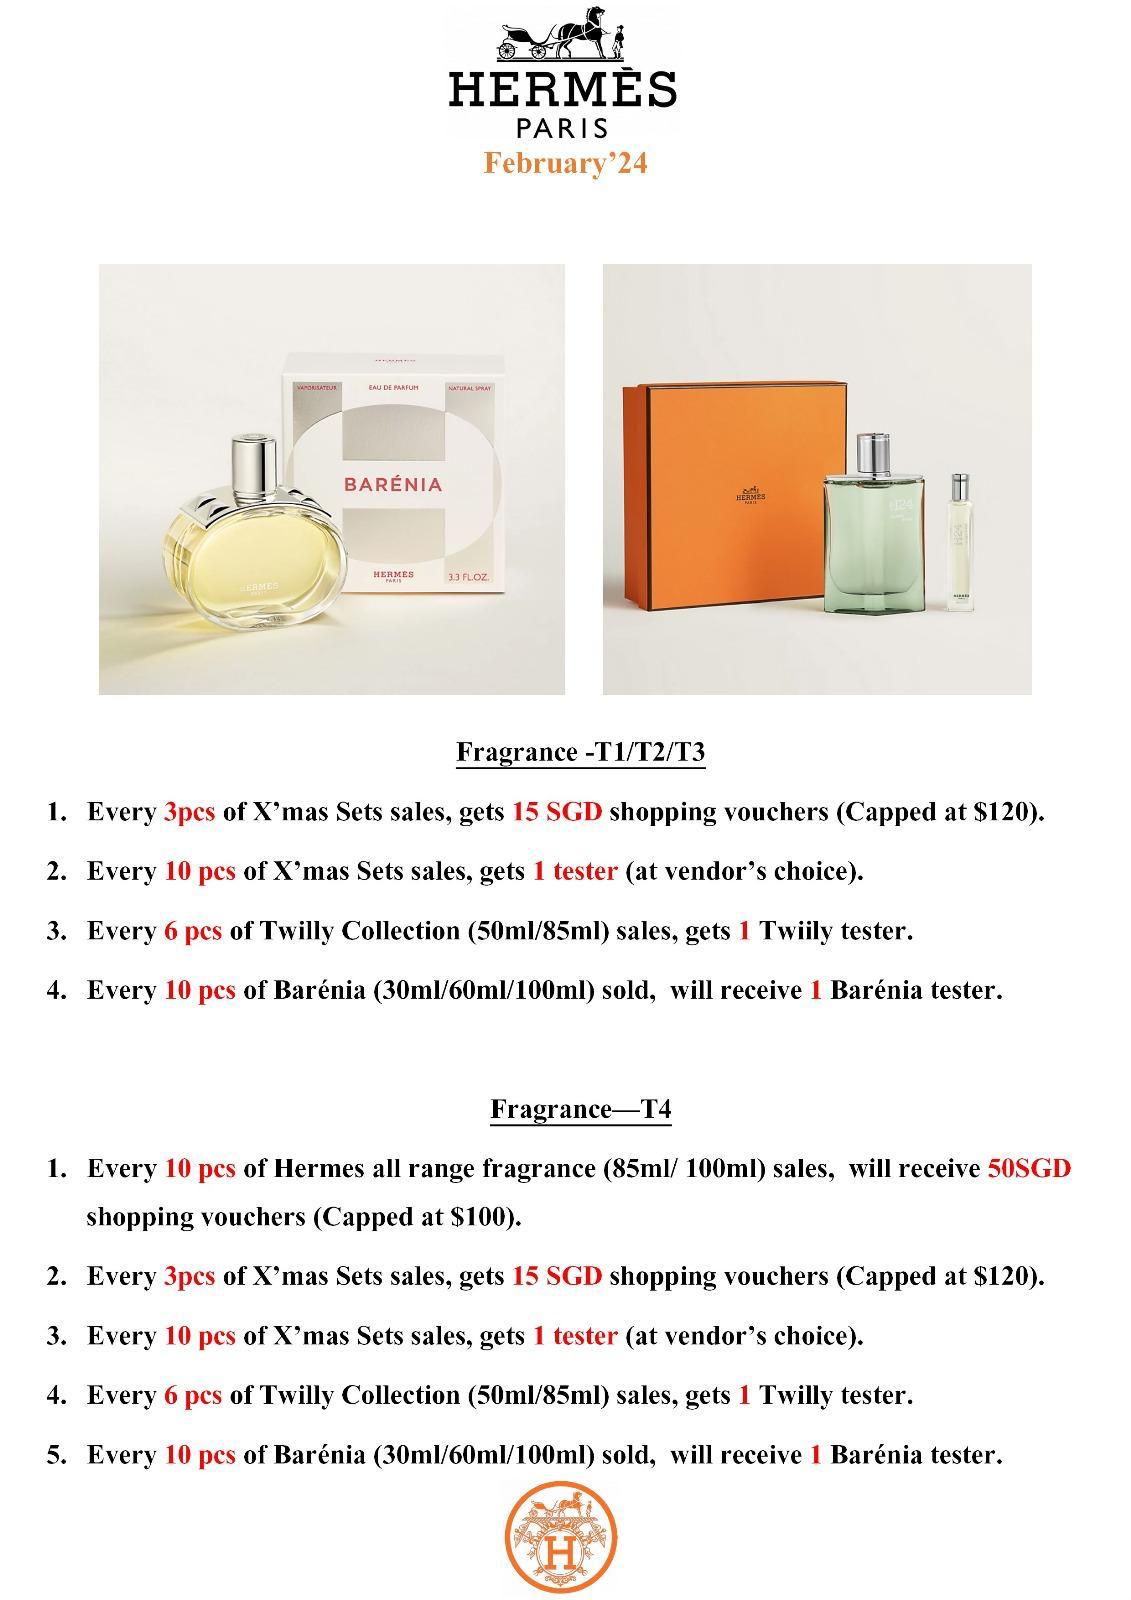 HERMÈS
PARIS
February’24
HERMES
VAPORISATEUR
EAU DE PARFUM
NATURAL SPRAY
BARÉNIA
HERMÈS
PARIS
3.3 FL.OZ.
HERMES
PARIS
HERMÈS
PARIS
H24
H24
HERMÈS
Fragrance -T1/T2/T3
1. Every 3pcs of X’mas Sets sales, gets 15 SGD shopping vouchers (Capped at $120).
2. Every 10 pcs of X’mas Sets sales, gets 1 tester (at vendor’s choice).
3. Every 6 pcs of Twilly Collection (50ml/85ml) sales, gets 1 Twiily tester.
4. Every 10 pcs of Barénia (30ml/60ml/100ml) sold, will receive 1 Barénia tester.
Fragrance—T4
1. Every 10 pcs of Hermes all range fragrance (85ml/ 100ml) sales, will receive 50SGD
shopping vouchers (Capped at $100).
2. Every 3pcs of X’mas Sets sales, gets 15 SGD shopping vouchers (Capped at $120).
3. Every 10 pcs of X’mas Sets sales, gets 1 tester (at vendor’s choice).
4. Every 6 pcs of Twilly Collection (50ml/85ml) sales, gets 1 Twilly tester.
5. Every 10 pcs of Barénia (30ml/60ml/100ml) sold, will receive 1 Barénia tester.
H